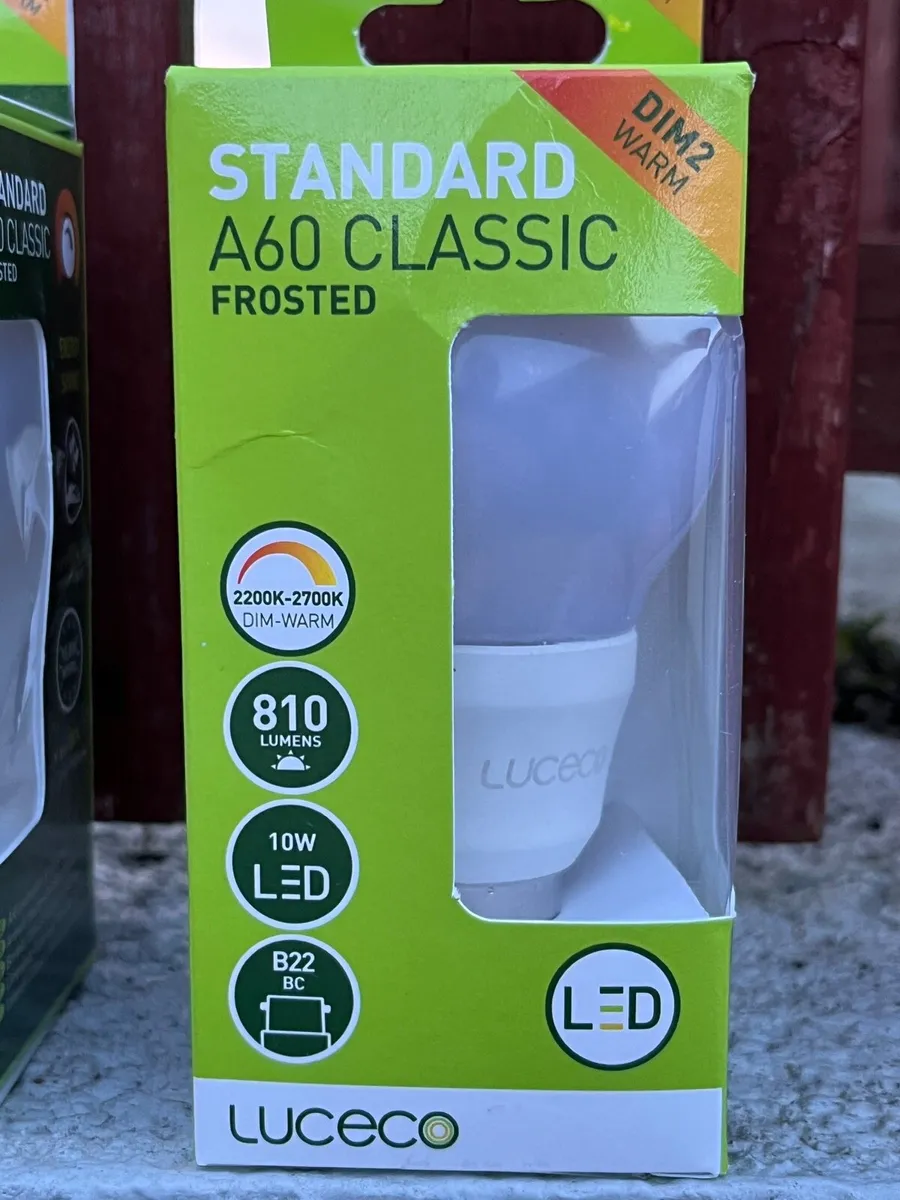 STANDARD
A60 CLASSIC
FROSTED
DIM2
WARM
2200K-2700K
DIM-WARM
810
LUMENS
10W
LED
B22
BC
LED
LUCECO
LUCECO